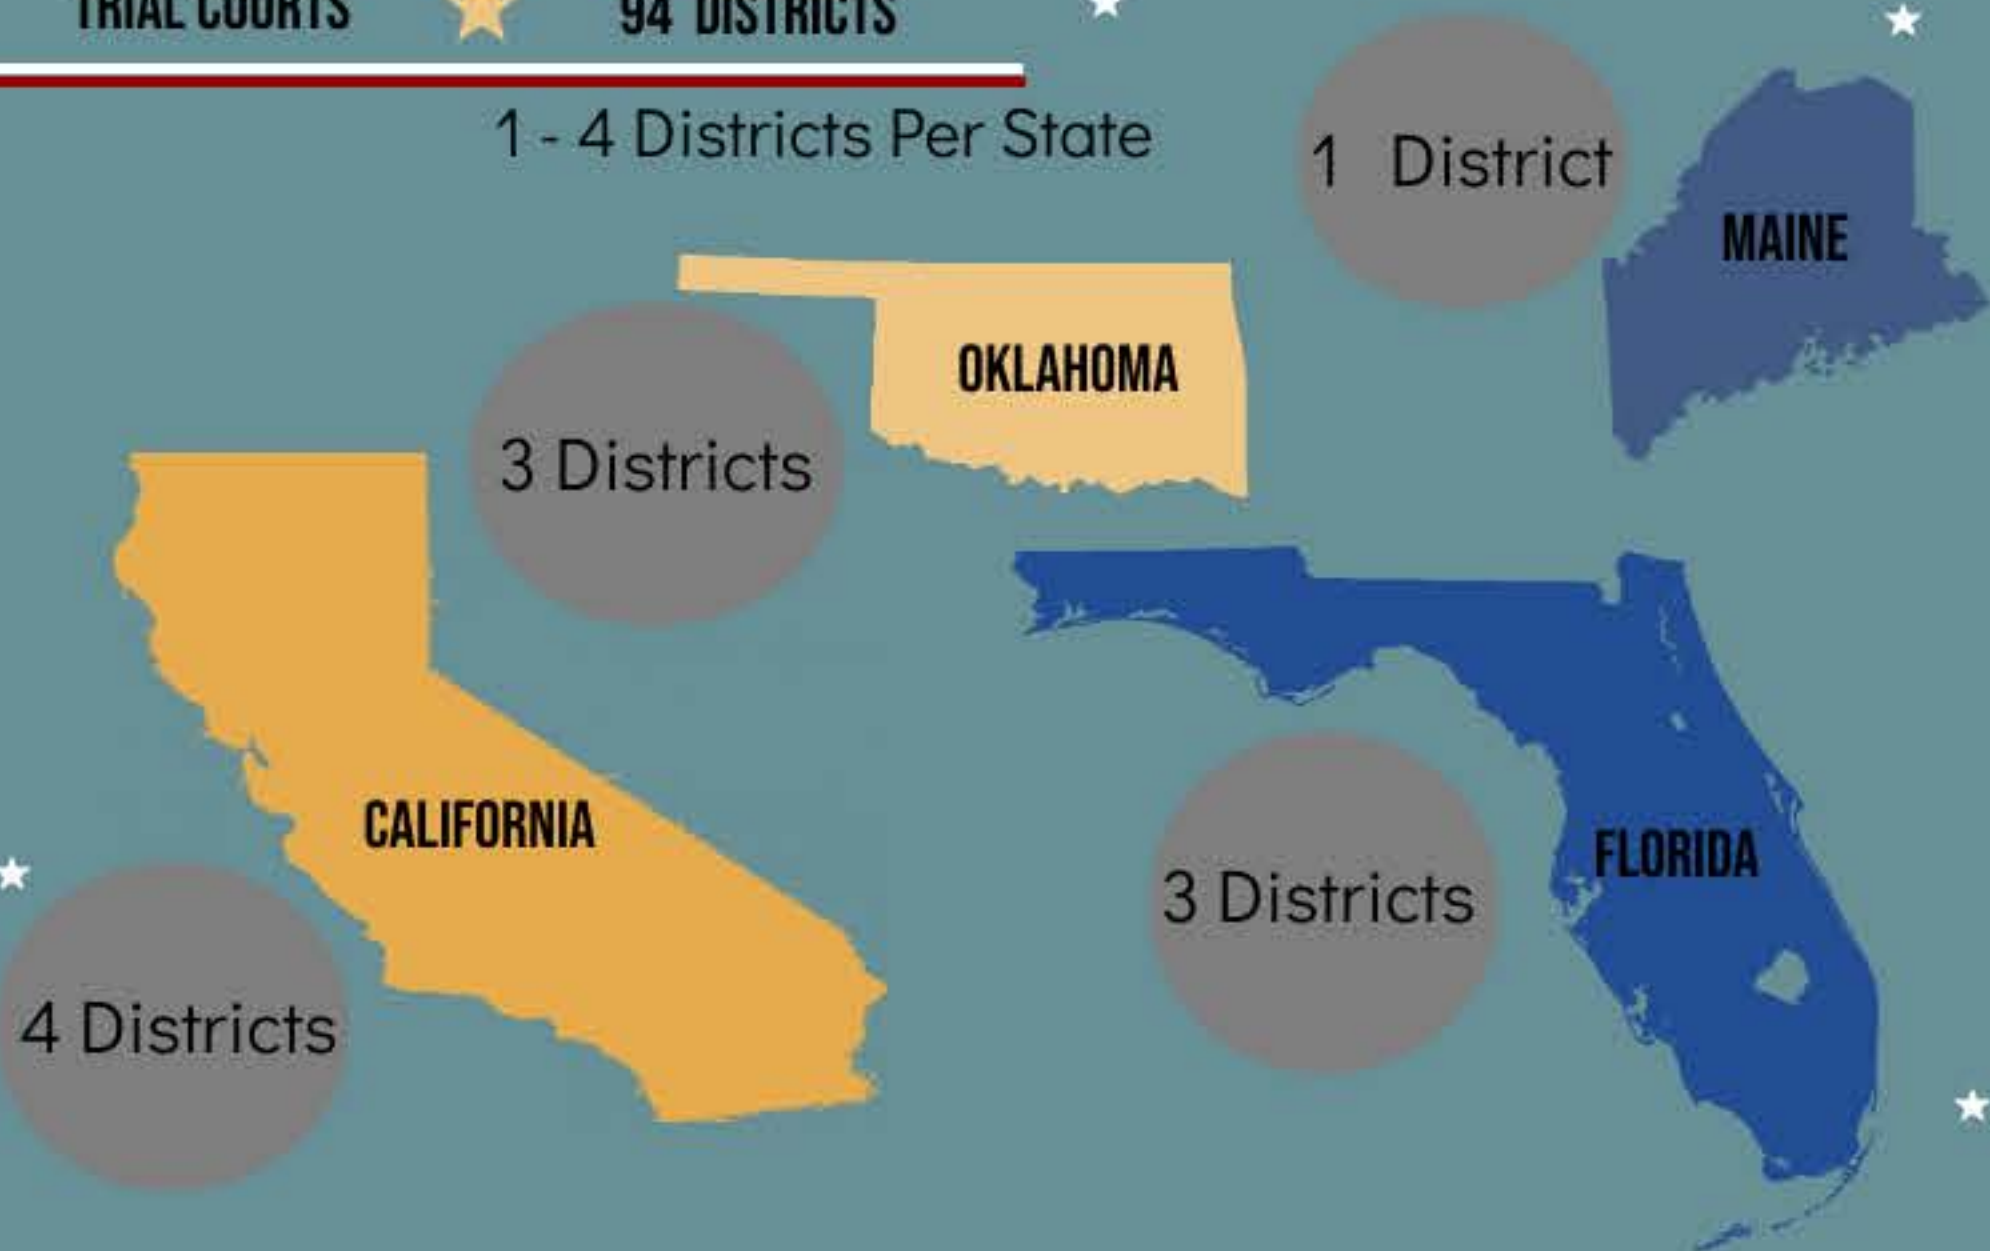 TRIAL COURTS 94 DISTRICTS
1 - 4 Districts Per State
1 District
MAINE
OKLAHOMA
3 Districts
CALIFORNIA
FLORIDA
3 Districts
4 Districts